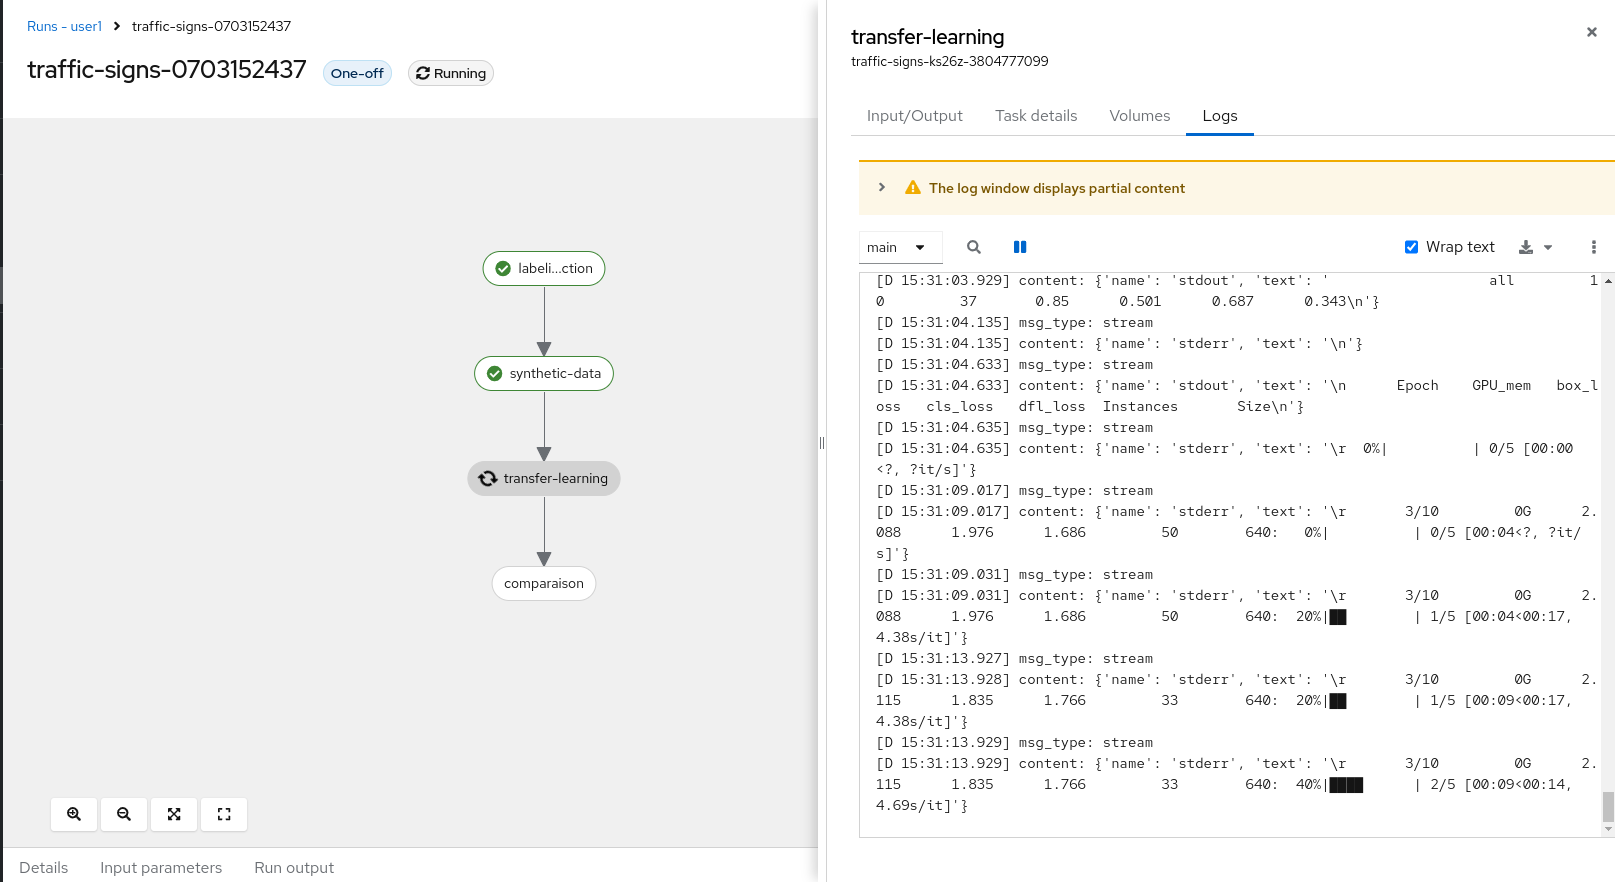 Runs - user1 > traffic-signs-0703152437
traffic-signs-0703152437 One-off Running
labeli...ction
synthetic-data
transfer-learning
comparaison
Details Input parameters Run output
transfer-learning
traffic-signs-ks26z-3804777099
Input/Output Task details Volumes Logs
The log window displays partial content
main Wrap text
[D 15:31:03.929] content: {'name': 'stdout', 'text': '                   all         1
0         37       0.85      0.501      0.687      0.343\n'}
[D 15:31:04.135] msg_type: stream
[D 15:31:04.135] content: {'name': 'stderr', 'text': '\n'}
[D 15:31:04.633] msg_type: stream
[D 15:31:04.633] content: {'name': 'stdout', 'text': '\n      Epoch    GPU_mem   box_l
oss   cls_loss   dfl_loss  Instances       Size\n'}
[D 15:31:04.635] msg_type: stream
[D 15:31:04.635] content: {'name': 'stderr', 'text': '\r  0%|          | 0/5 [00:00
<?, ?it/s]'}
[D 15:31:09.017] msg_type: stream
[D 15:31:09.017] content: {'name': 'stderr', 'text': '\r       3/10         0G      2.
088      1.976      1.686         50        640:   0%|          | 0/5 [00:04<?, ?it/
s]'}
[D 15:31:09.031] msg_type: stream
[D 15:31:09.031] content: {'name': 'stderr', 'text': '\r       3/10         0G      2.
088      1.976      1.686         50        640:  20%|██        | 1/5 [00:04<00:17,
4.38s/it]'}
[D 15:31:13.927] msg_type: stream
[D 15:31:13.928] content: {'name': 'stderr', 'text': '\r       3/10         0G      2.
115      1.835      1.766         33        640:  20%|██        | 1/5 [00:09<00:17,
4.38s/it]'}
[D 15:31:13.929] msg_type: stream
[D 15:31:13.929] content: {'name': 'stderr', 'text': '\r       3/10         0G      2.
115      1.835      1.766         33        640:  40%|████      | 2/5 [00:09<00:14,
4.69s/it]'}